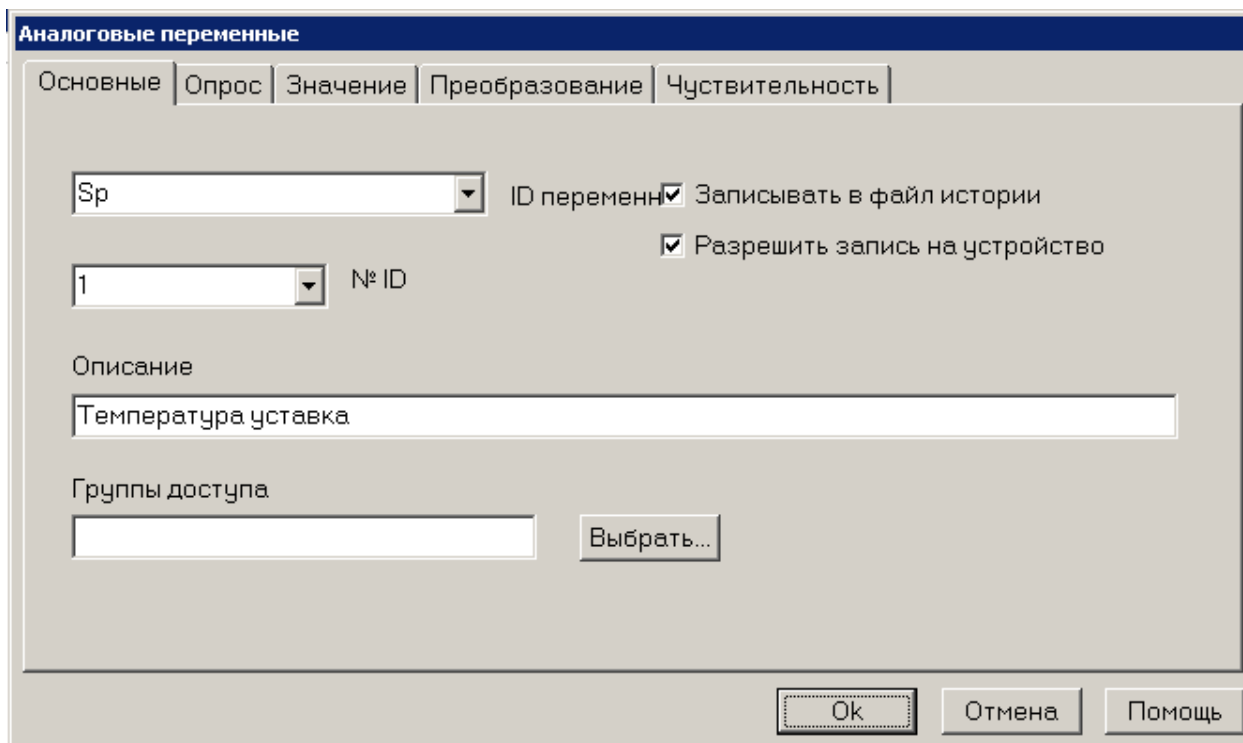 Аналоговые переменные
Основные Опрос Значение Преобразование Чуствительность
Sp ID переменн Записывать в файл истории
Разрешить запись на устройство
1 № ID
Описание
Температура уставка
Группы доступа
Выбрать...
Ok Отмена Помощь